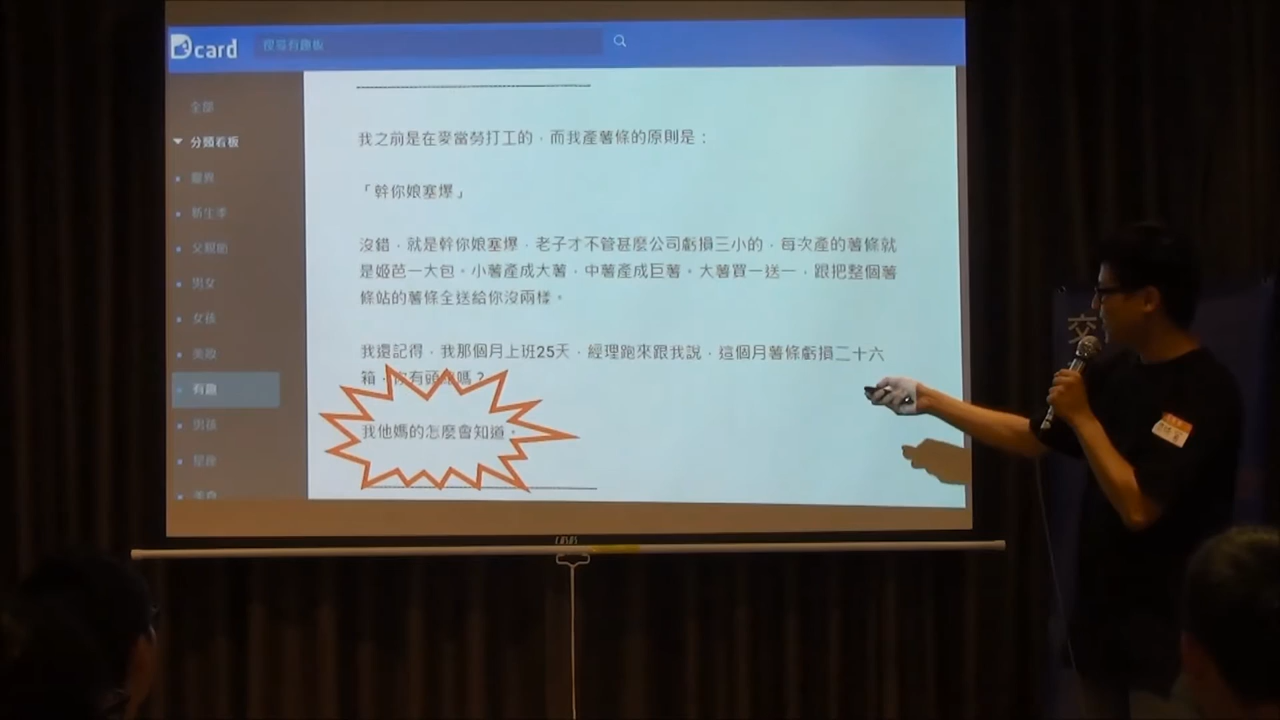 Dcard
搜尋有趣板
全部
分類看板
靈異
新生季
父親節
男女
女孩
美妝
有趣
男孩
星座
美食
我之前是在麥當勞打工的，而我產薯條的原則是：
「幹你娘塞爆」
沒錯，就是幹你娘塞爆，老子才不管甚麼公司虧損三小的，每次產的薯條就
是姬芭一大包。小薯產成大薯，中薯產成巨薯。大薯買一送一，跟把整個薯
條站的薯條全送給你沒兩樣。
我還記得，我那個月上班25天，經理跑來跟我說，這個月薯條虧損二十六
箱，你有頭緒嗎？
我他媽的怎麼會知道。
交